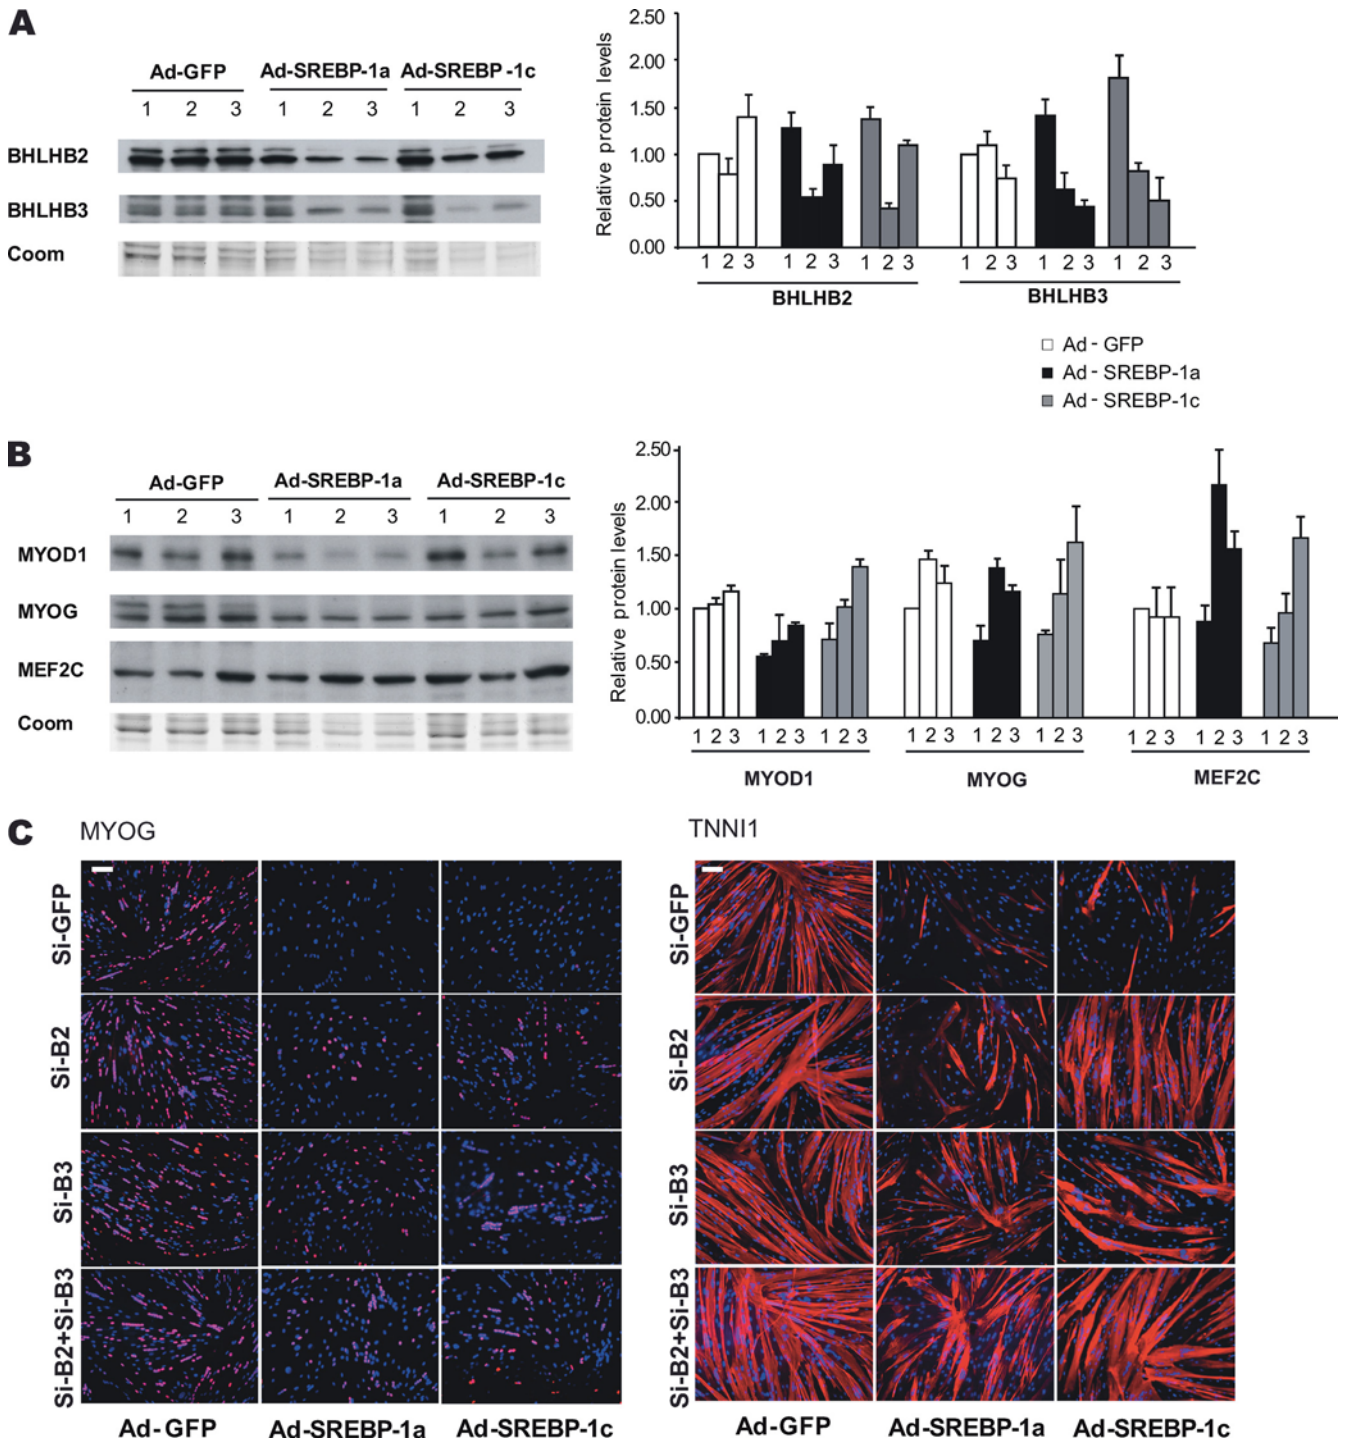 A
Ad-GFP Ad-SREBP-1a Ad-SREBP -1c
1 2 3 1 2 3 1 2 3
BHLHB2
BHLHB3
Coom
Relative protein levels
2.50
2.00
1.50
1.00
0.50
0.00
1 2 3 1 2 3 1 2 3 1 2 3 1 2 3 1 2 3
BHLHB2 BHLHB3
Ad - GFP
Ad - SREBP-1a
Ad - SREBP-1c
B
Ad-GFP Ad-SREBP-1a Ad-SREBP-1c
1 2 3 1 2 3 1 2 3
MYOD1
MYOG
MEF2C
Coom
Relative protein levels
2.50
2.00
1.50
1.00
0.50
0.00
1 2 3 1 2 3 1 2 3 1 2 3 1 2 3 1 2 3 1 2 3 1 2 3 1 2 3
MYOD1 MYOG MEF2C
C
MYOG
Si-GFP
Si-B2
Si-B3
Si-B2+Si-B3
Ad-GFP Ad-SREBP-1a Ad-SREBP-1c
TNNI1
Si-GFP
Si-B2
Si-B3
Si-B2+Si-B3
Ad-GFP Ad-SREBP-1a Ad-SREBP-1c